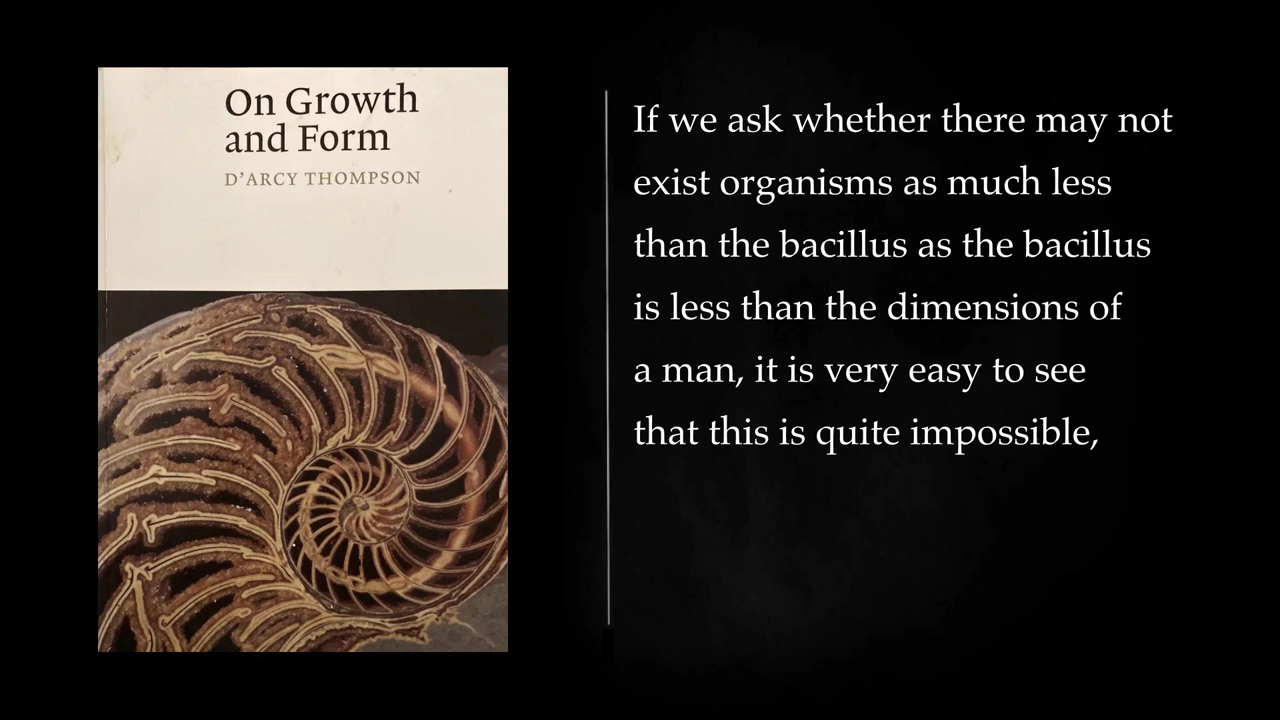 On Growth
and Form
D'ARCY THOMPSON
If we ask whether there may not
exist organisms as much less
than the bacillus as the bacillus
is less than the dimensions of
a man, it is very easy to see
that this is quite impossible,